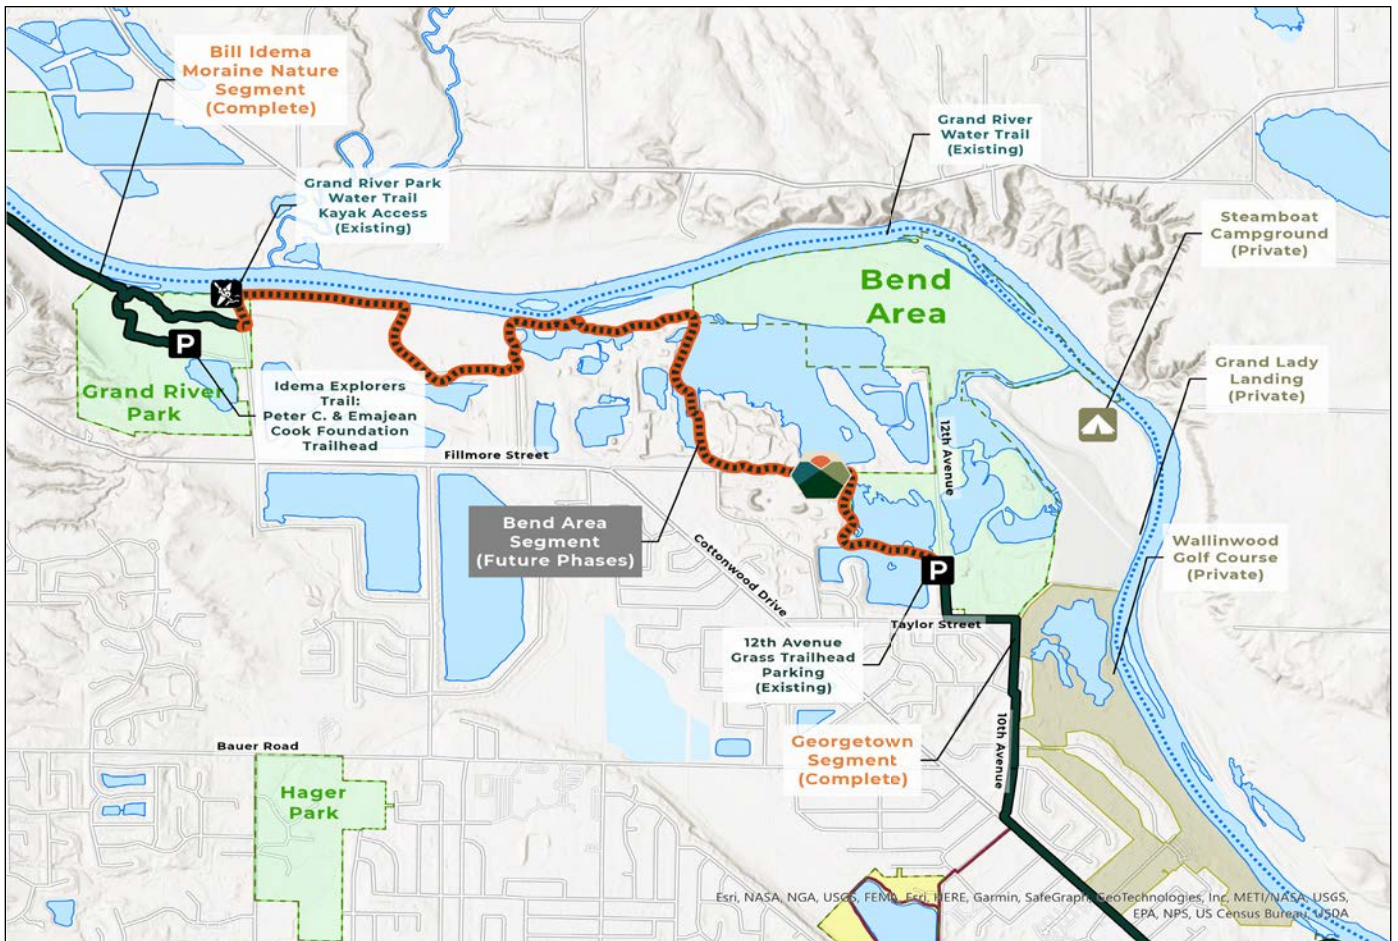 Bill Idema
Moraine Nature
Segment
(Complete)
Grand River
Water Trail
(Existing)
Grand River Park
Water Trail
Kayak Access
(Existing)
Steamboat
Campground
(Private)
Bend
Area
P
Grand River
Park
Idema Explorers
Trail:
Peter C. & Emajean
Cook Foundation
Trailhead
Grand Lady
Landing
(Private)
Fillmore Street
12th Avenue
Bend Area
Segment
(Future Phases)
Cottonwood Drive
Wallinwood
Golf Course
(Private)
P
Taylor Street
12th Avenue
Grass Trailhead
Parking
(Existing)
10th Avenue
Georgetown
Segment
(Complete)
Bauer Road
Hager
Park
Esri, NASA, NGA, USGS, FEMA, Esri, HERE, Garmin, SafeGraph, GeoTechnologies, Inc, METI/NASA, USGS,
EPA, NPS, US Census Bureau, USDA